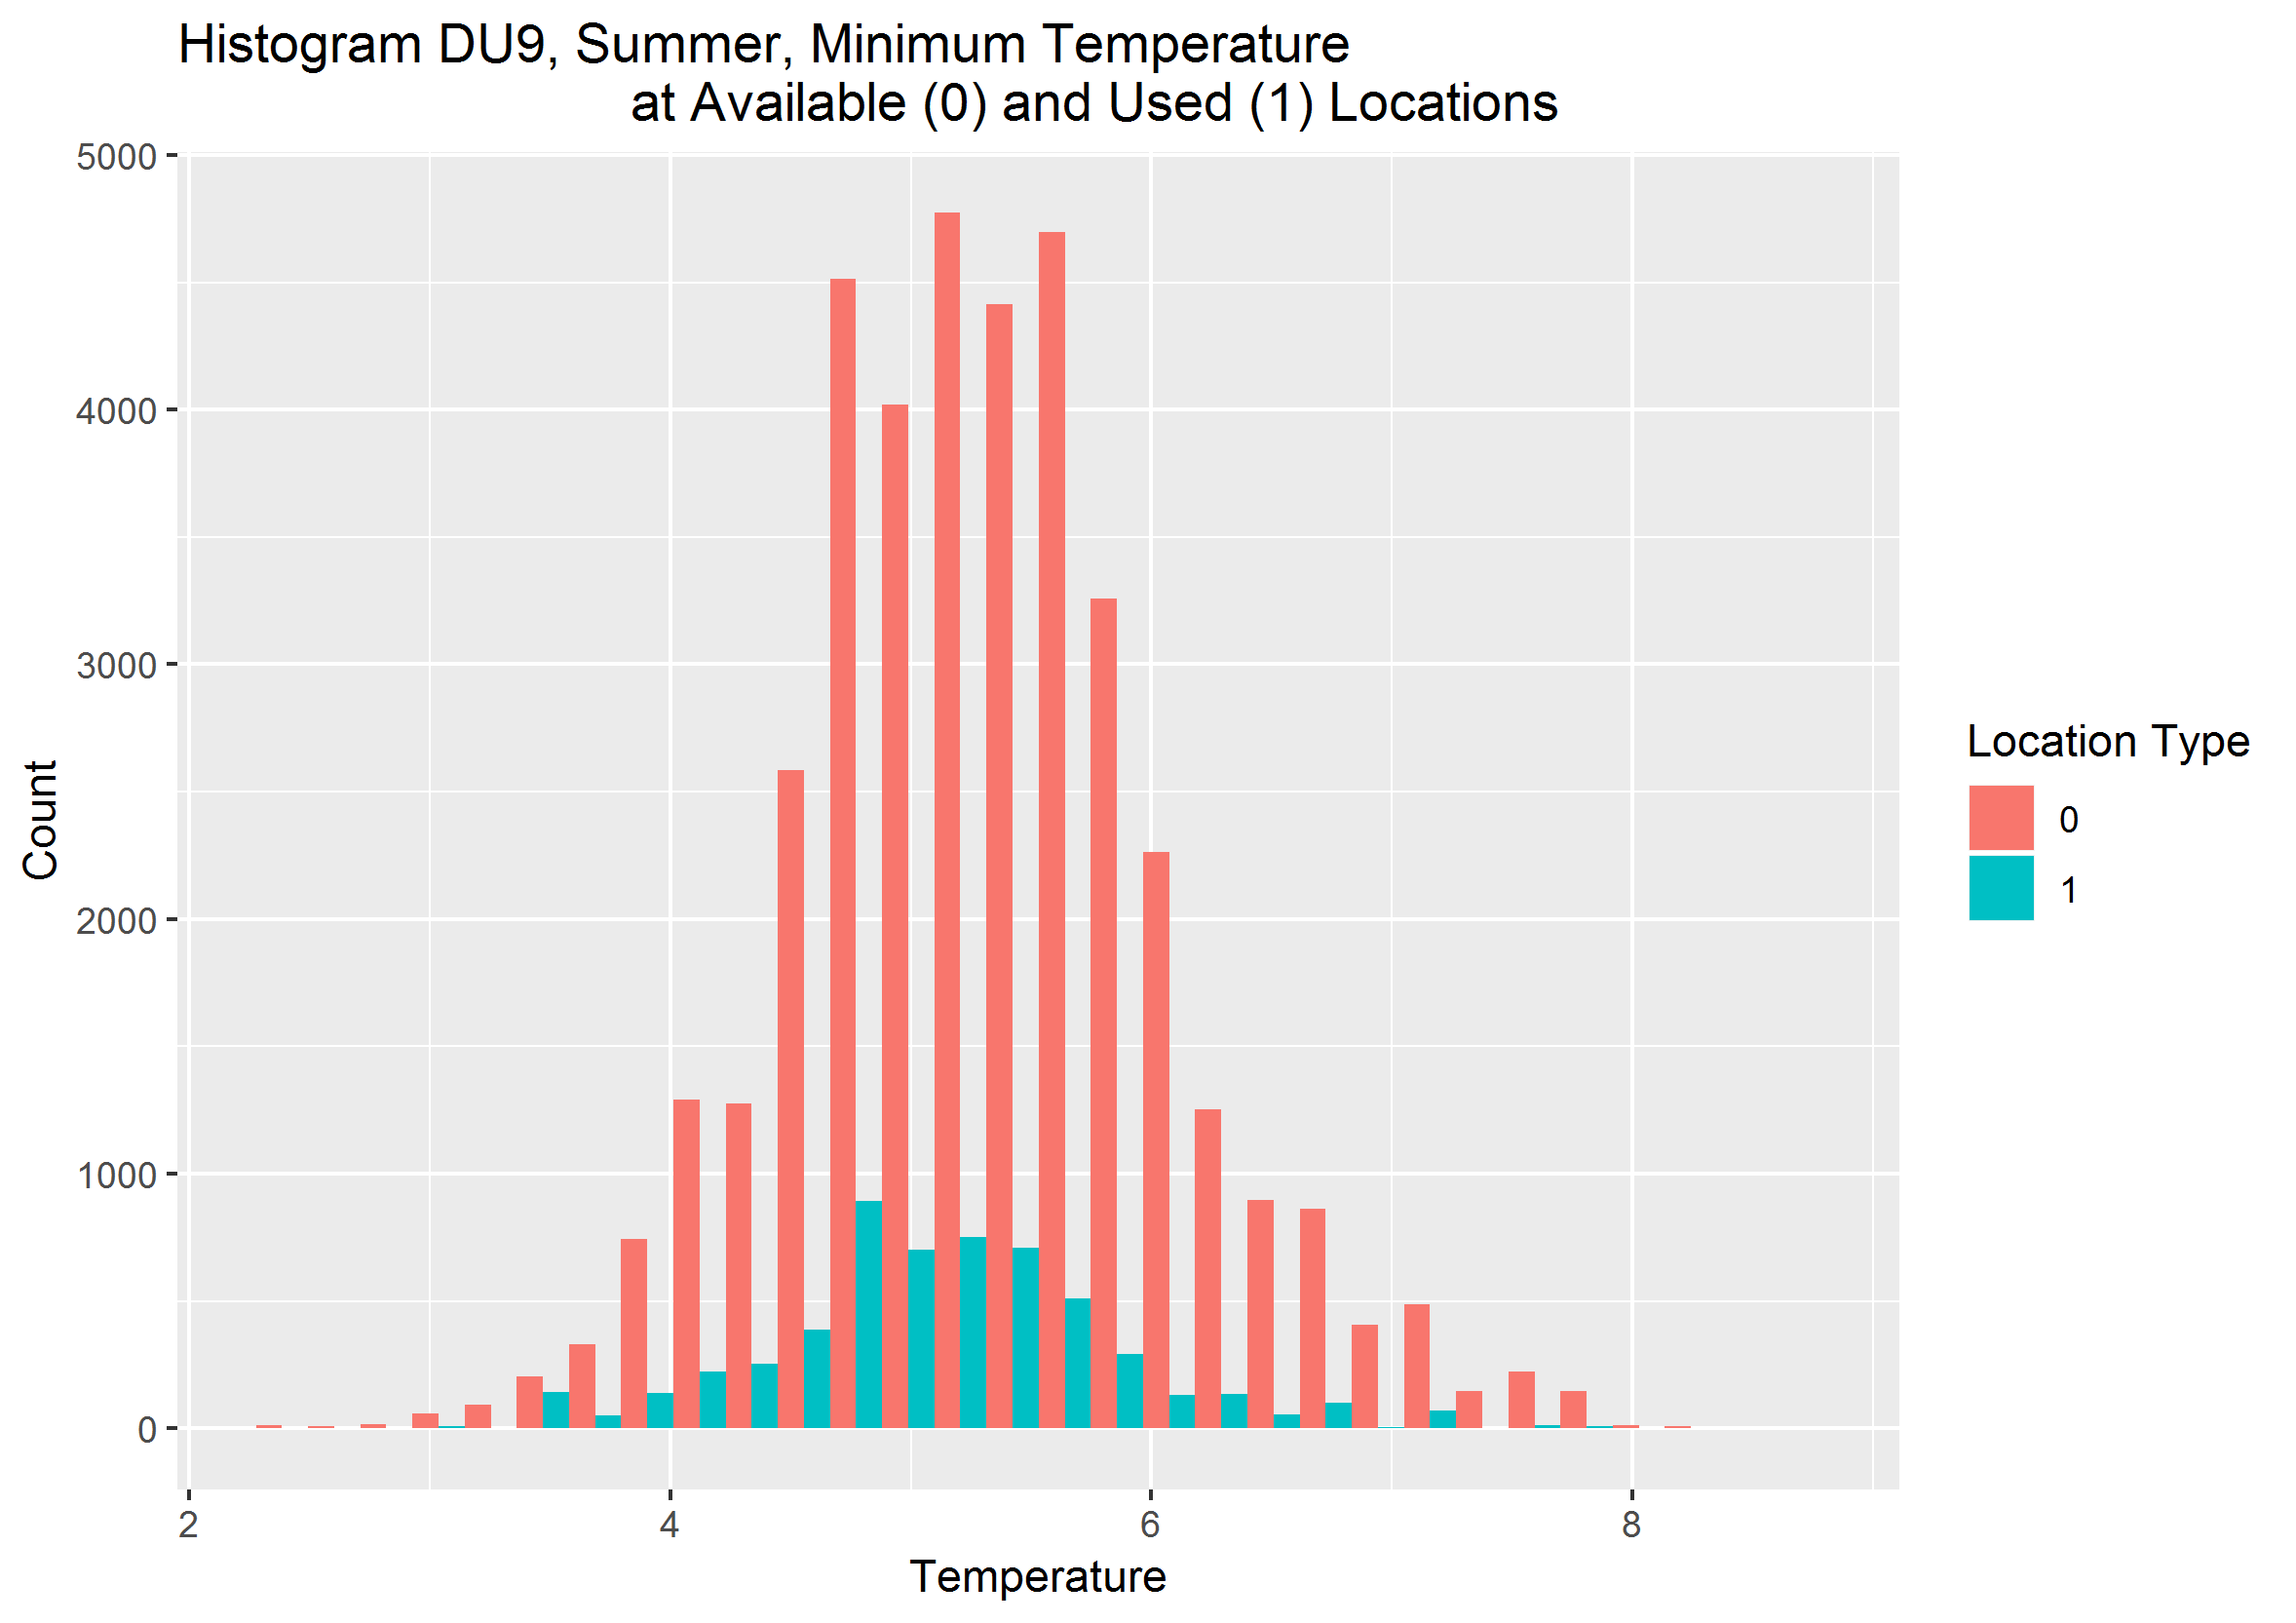 Histogram DU9, Summer, Minimum Temperature
at Available (0) and Used (1) Locations
5000
4000
3000
2000
1000
0
Count
2 4 6 8
Temperature
Location Type
0
1